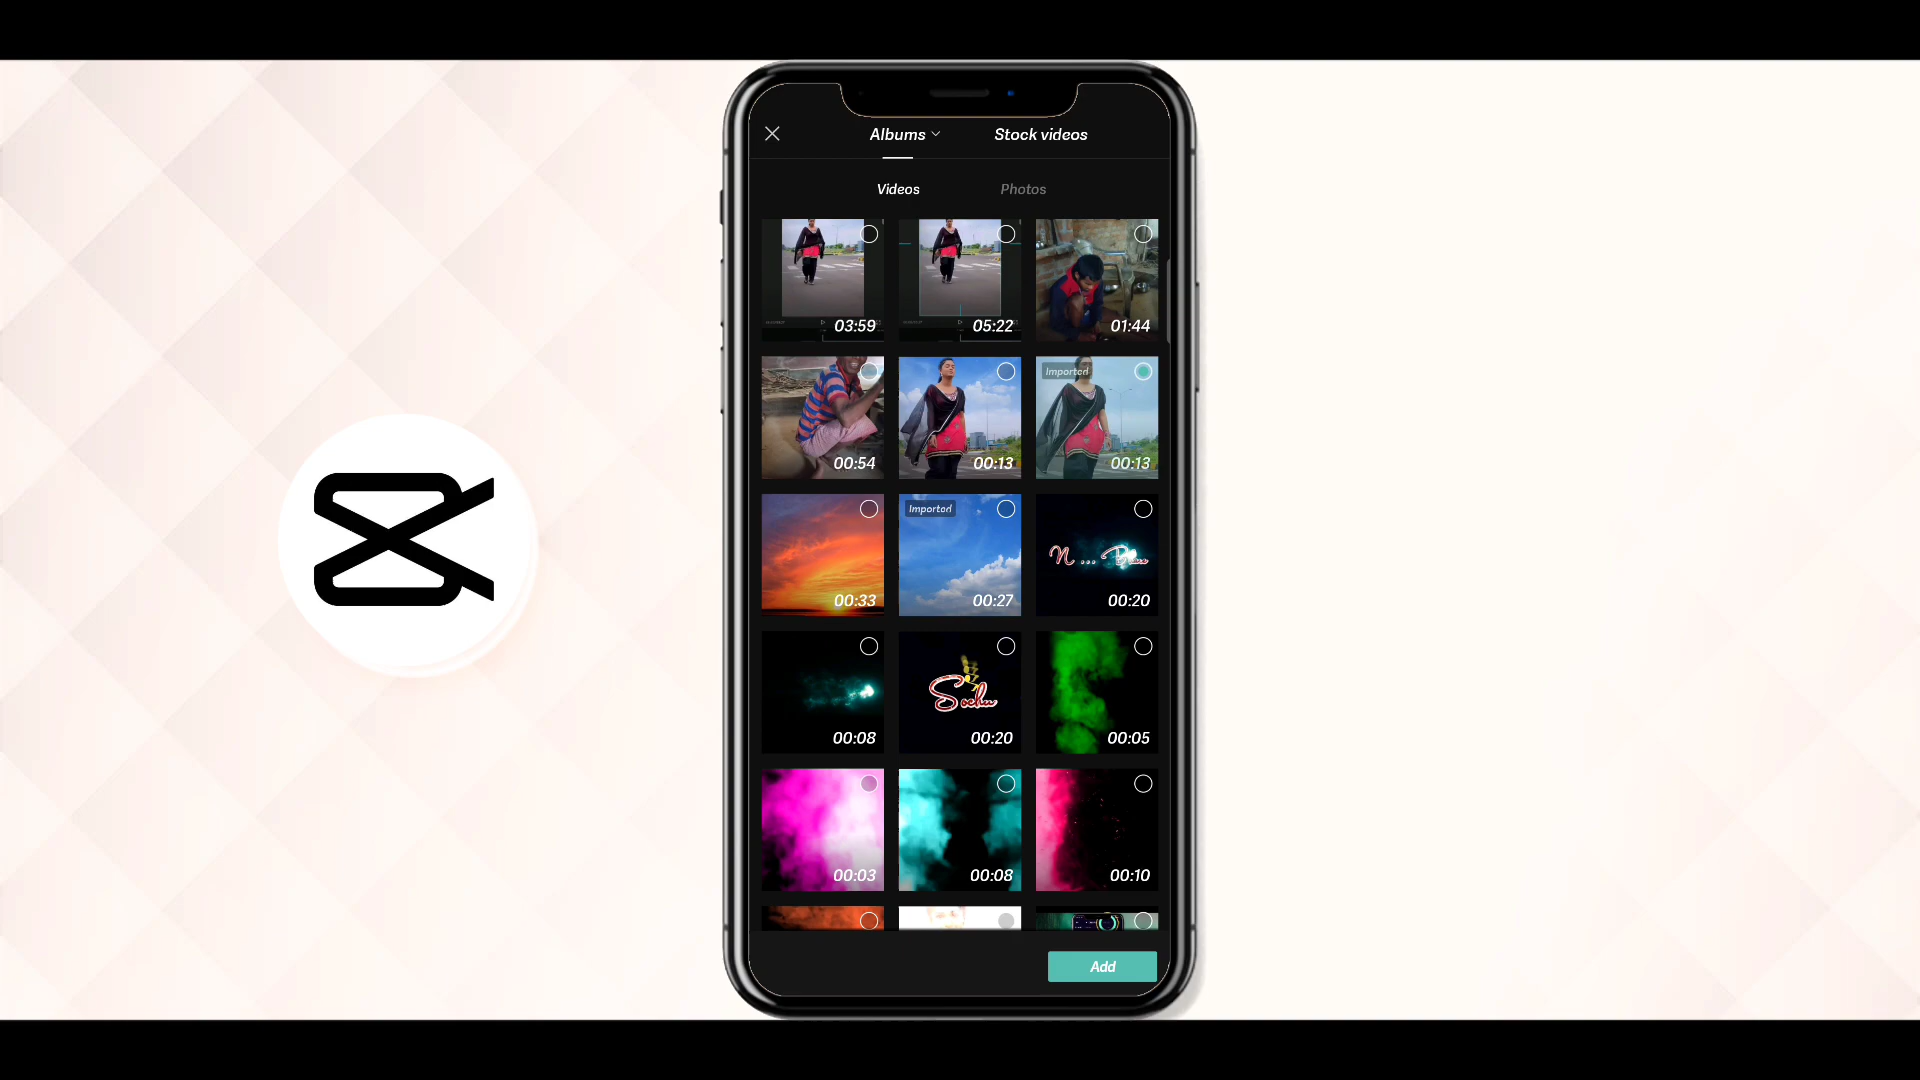 Albums
Stock videos
Videos
Photos
03:59
05:22
01:44
00:54
00:13
Imported
00:13
00:33
Imported
00:27
00:20
00:08
Sochu
00:20
00:05
00:03
00:08
00:10
Add